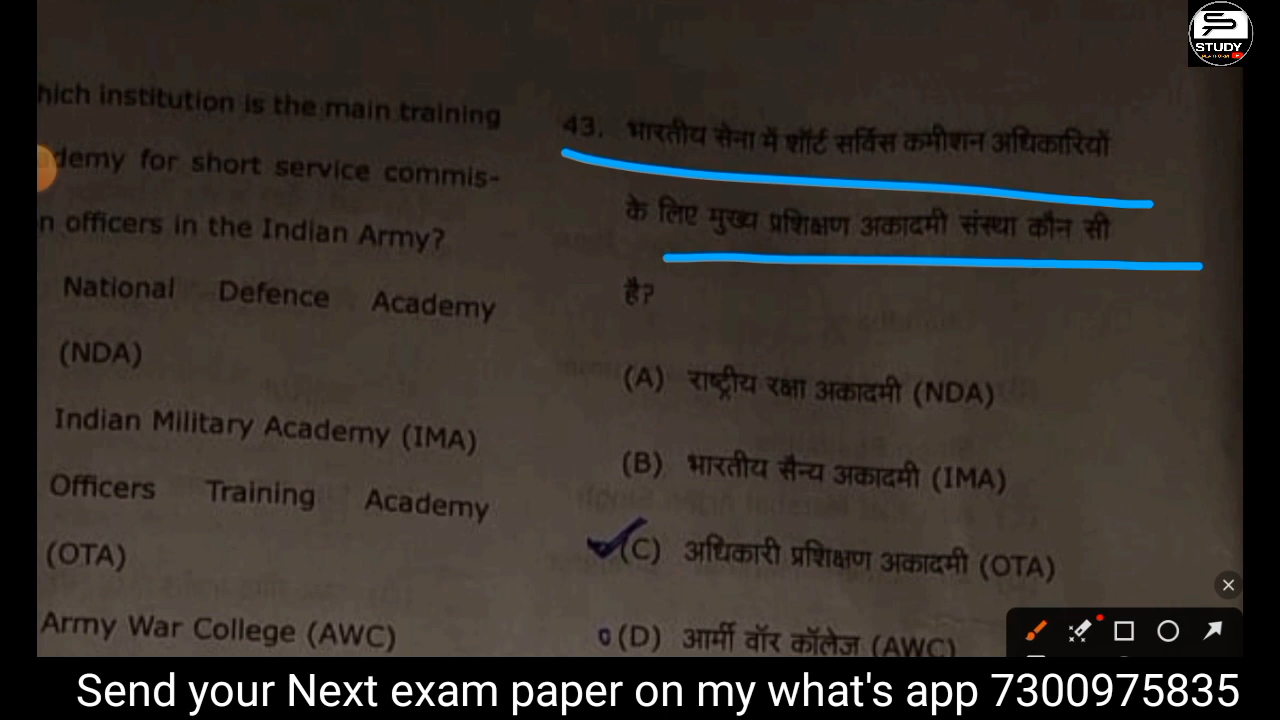 STUDY
PLATFORM
hich institution is the main training
demy for short service commis-
n officers in the Indian Army?
National Defence Academy
(NDA)
Indian Military Academy (IMA)
Officers Training Academy
(OTA)
Army War College (AWC)
43. भारतीय सेना में शॉर्ट सर्विस कमीशन अधिकारियों
के लिए मुख्य प्रशिक्षण अकादमी संस्था कौन सी
है?
(A) राष्ट्रीय रक्षा अकादमी (NDA)
(B) भारतीय सैन्य अकादमी (IMA)
(C) अधिकारी प्रशिक्षण अकादमी (OTA)
(D) आर्मी वॉर कॉलेज (AWC)
Send your Next exam paper on my what's app 7300975835